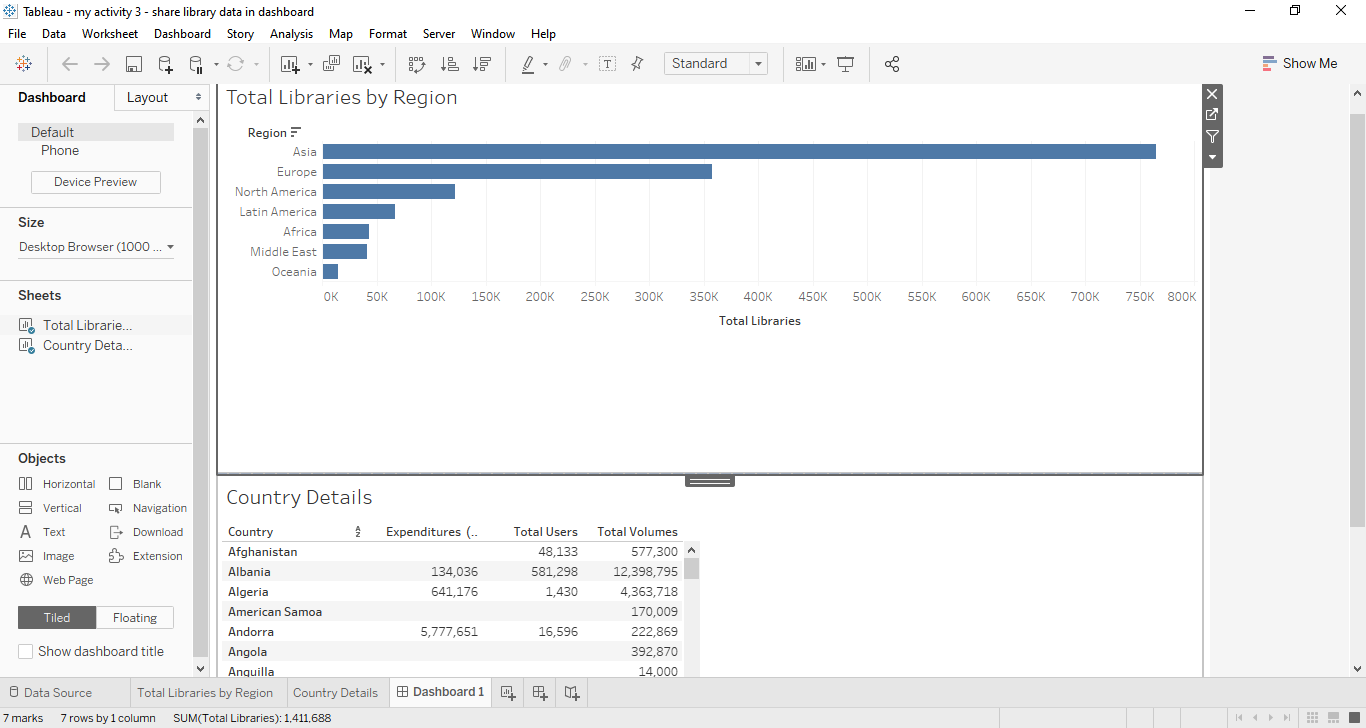 Tableau - my activity 3 - share library data in dashboard
File Data Worksheet Dashboard Story Analysis Map Format Server Window Help
Standard
Show Me
Dashboard
Layout
Default
Phone
Device Preview
Size
Desktop Browser (1000 ...
Sheets
Total Librarie...
Country Deta...
Objects
Horizontal
Blank
Vertical
Navigation
Text
Download
Image
Extension
Web Page
Tiled
Floating
Show dashboard title
Total Libraries by Region
Region
Asia
Europe
North America
Latin America
Africa
Middle East
Oceania
0K 50K 100K 150K 200K 250K 300K 350K 400K 450K 500K 550K 600K 650K 700K 750K 800K
Total Libraries
Country Details
Country Expenditures (.. Total Users Total Volumes
Afghanistan 48,133 577,300
Albania 134,036 581,298 12,398,795
Algeria 641,176 1,430 4,363,718
American Samoa 170,009
Andorra 5,777,651 16,596 222,869
Angola 392,870
Anguilla 14,000
Data Source
Total Libraries by Region
Country Details
Dashboard 1
7 marks 7 rows by 1 column SUM(Total Libraries): 1,411,688